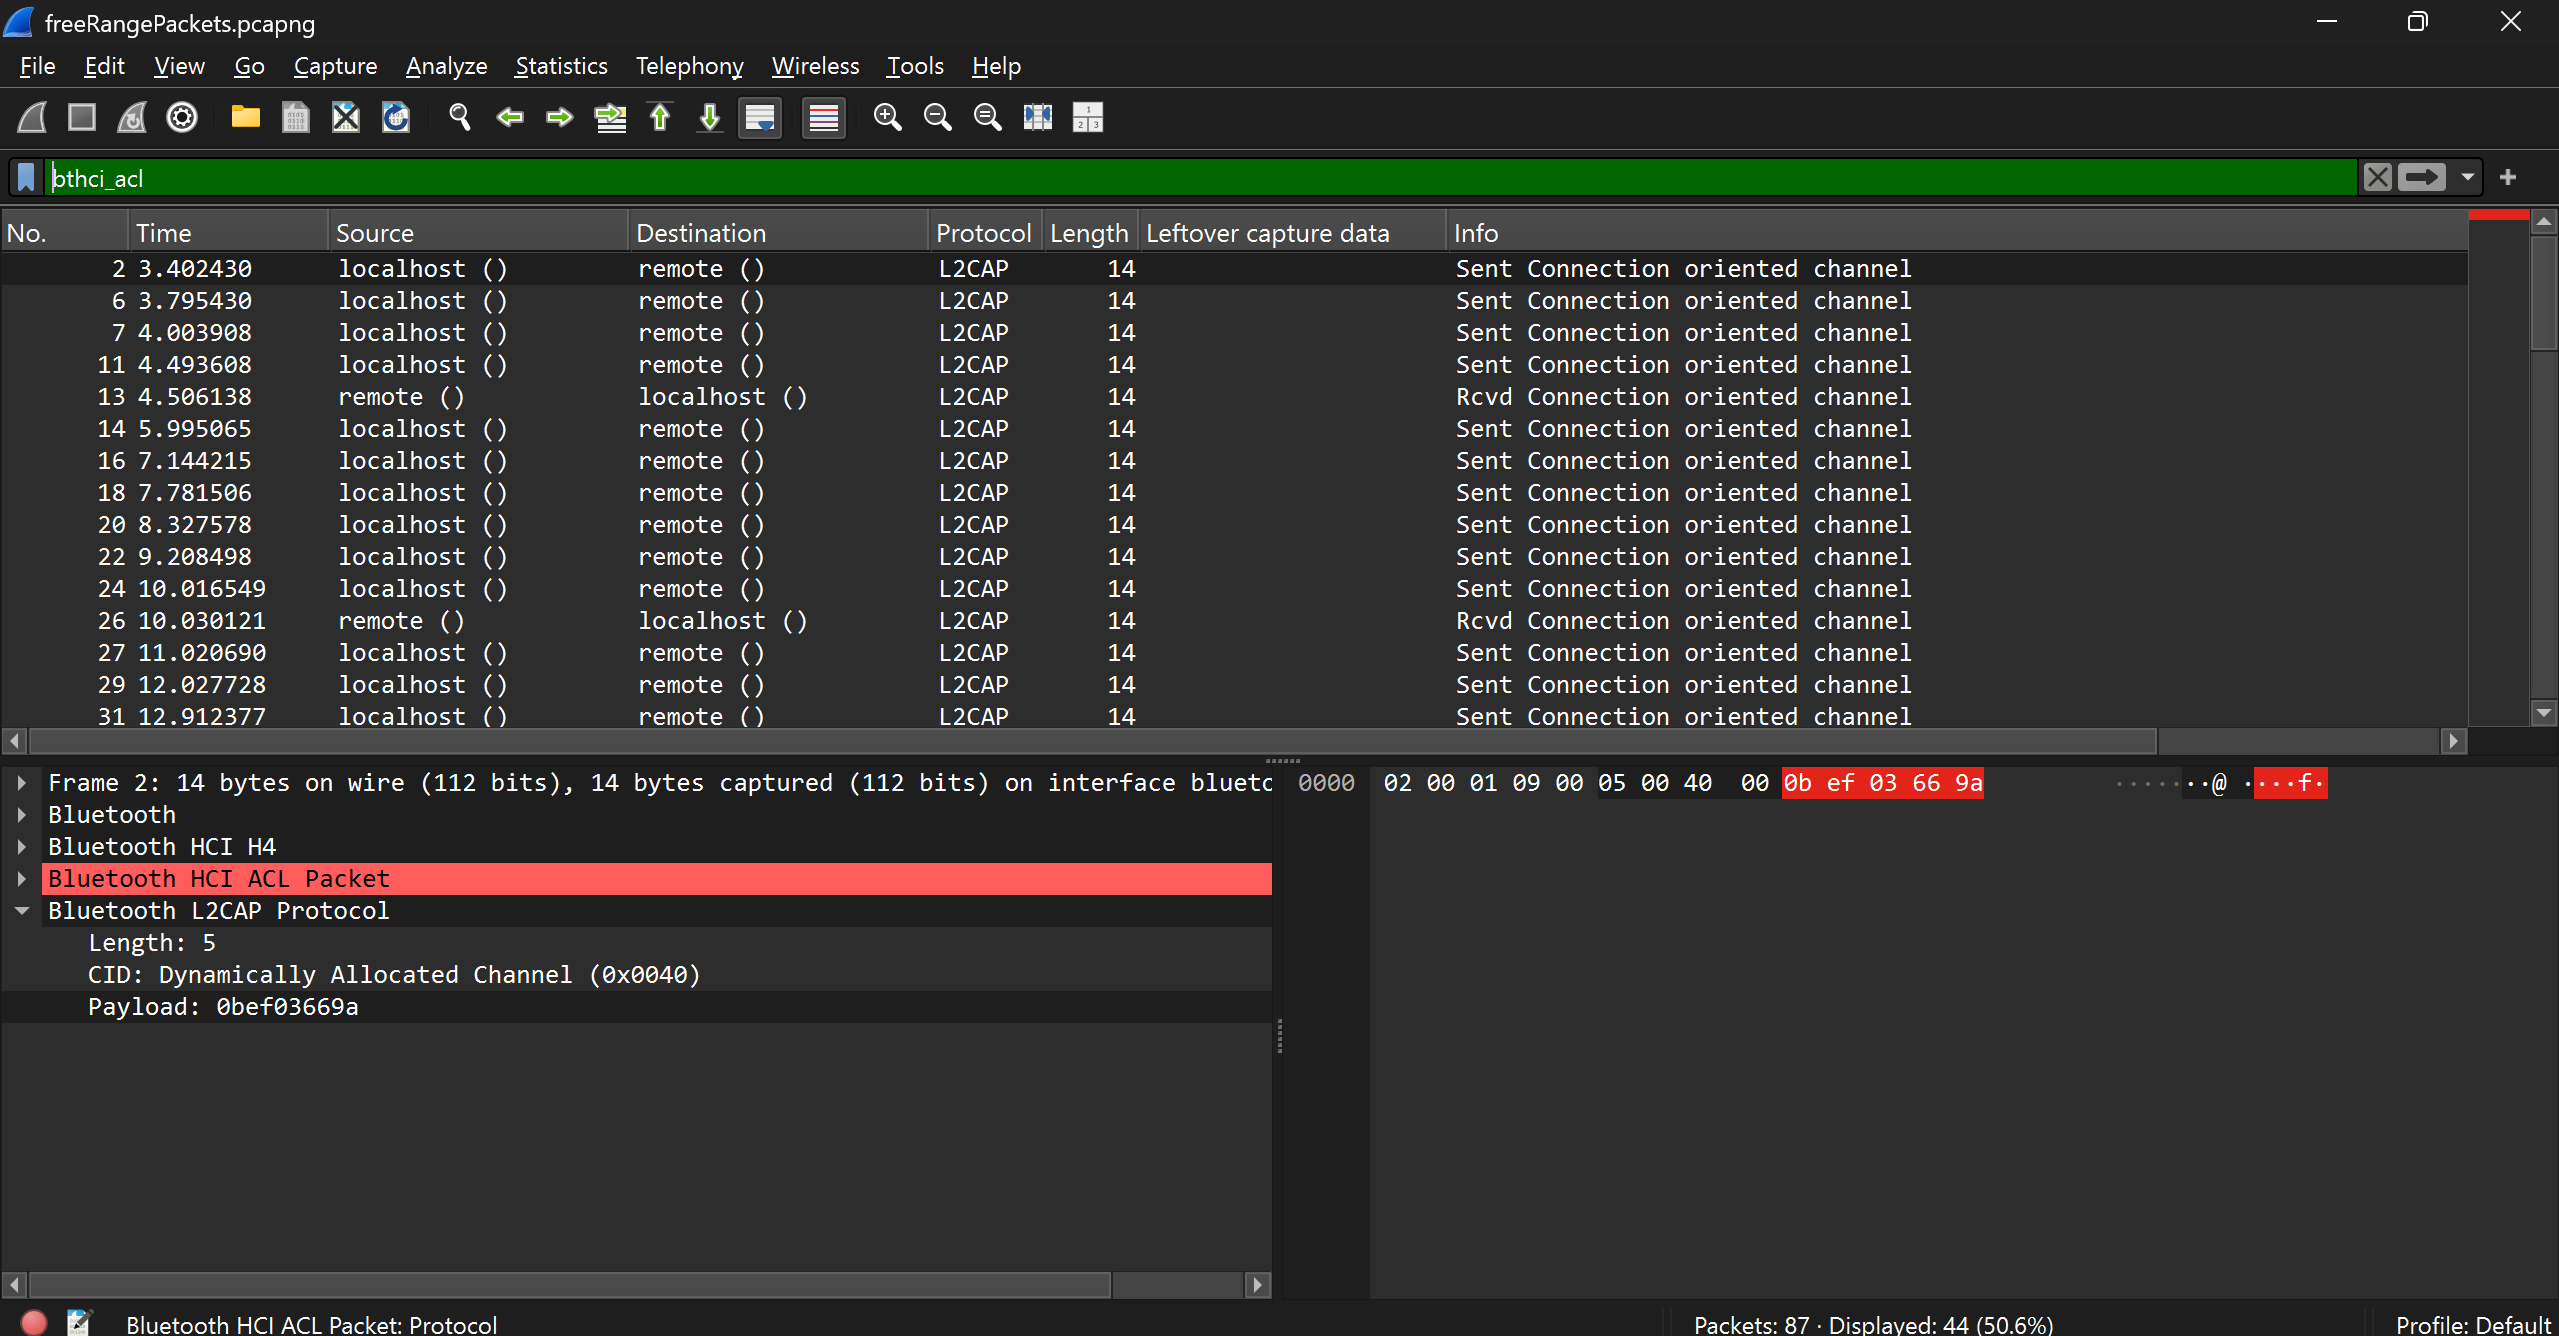 freeRangePackets.pcapng
File Edit View Go Capture Analyze Statistics Telephony Wireless Tools Help
bthci_acl
No. Time Source Destination Protocol Length Leftover capture data Info
2 3.402430 localhost () remote () L2CAP 14 Sent Connection oriented channel
6 3.795430 localhost () remote () L2CAP 14 Sent Connection oriented channel
7 4.003908 localhost () remote () L2CAP 14 Sent Connection oriented channel
11 4.493608 localhost () remote () L2CAP 14 Sent Connection oriented channel
13 4.506138 remote () localhost () L2CAP 14 Rcvd Connection oriented channel
14 5.995065 localhost () remote () L2CAP 14 Sent Connection oriented channel
16 7.144215 localhost () remote () L2CAP 14 Sent Connection oriented channel
18 7.781506 localhost () remote () L2CAP 14 Sent Connection oriented channel
20 8.327578 localhost () remote () L2CAP 14 Sent Connection oriented channel
22 9.208498 localhost () remote () L2CAP 14 Sent Connection oriented channel
24 10.016549 localhost () remote () L2CAP 14 Sent Connection oriented channel
26 10.030121 remote () localhost () L2CAP 14 Rcvd Connection oriented channel
27 11.020690 localhost () remote () L2CAP 14 Sent Connection oriented channel
29 12.027728 localhost () remote () L2CAP 14 Sent Connection oriented channel
31 12.912377 localhost () remote () L2CAP 14 Sent Connection oriented channel
Frame 2: 14 bytes on wire (112 bits), 14 bytes captured (112 bits) on interface bluetc
Bluetooth
Bluetooth HCI H4
Bluetooth HCI ACL Packet
Bluetooth L2CAP Protocol
Length: 5
CID: Dynamically Allocated Channel (0x0040)
Payload: 0bef03669a
0000 02 00 01 09 00 05 00 40 00 0b ef 03 66 9a ·······@ ····f·
Bluetooth HCI ACL Packet: Protocol
Packets: 87 · Displayed: 44 (50.6%)
Profile: Default